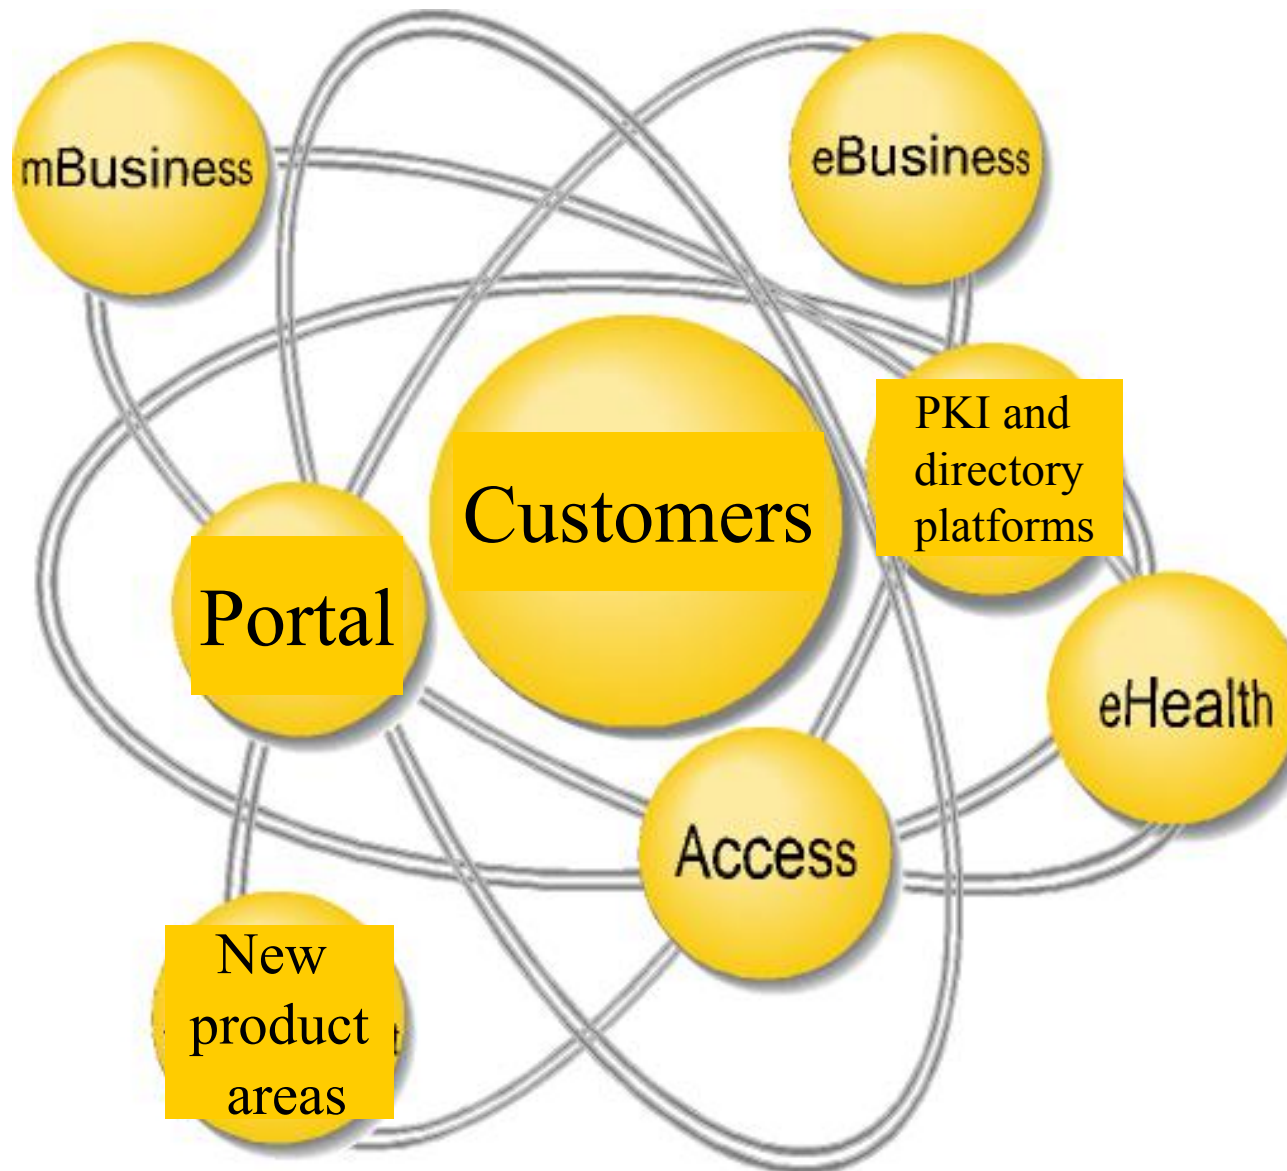 mBusiness
eBusiness
PKI and
directory
platforms
Customers
Portal
eHealth
Access
New
product
areas